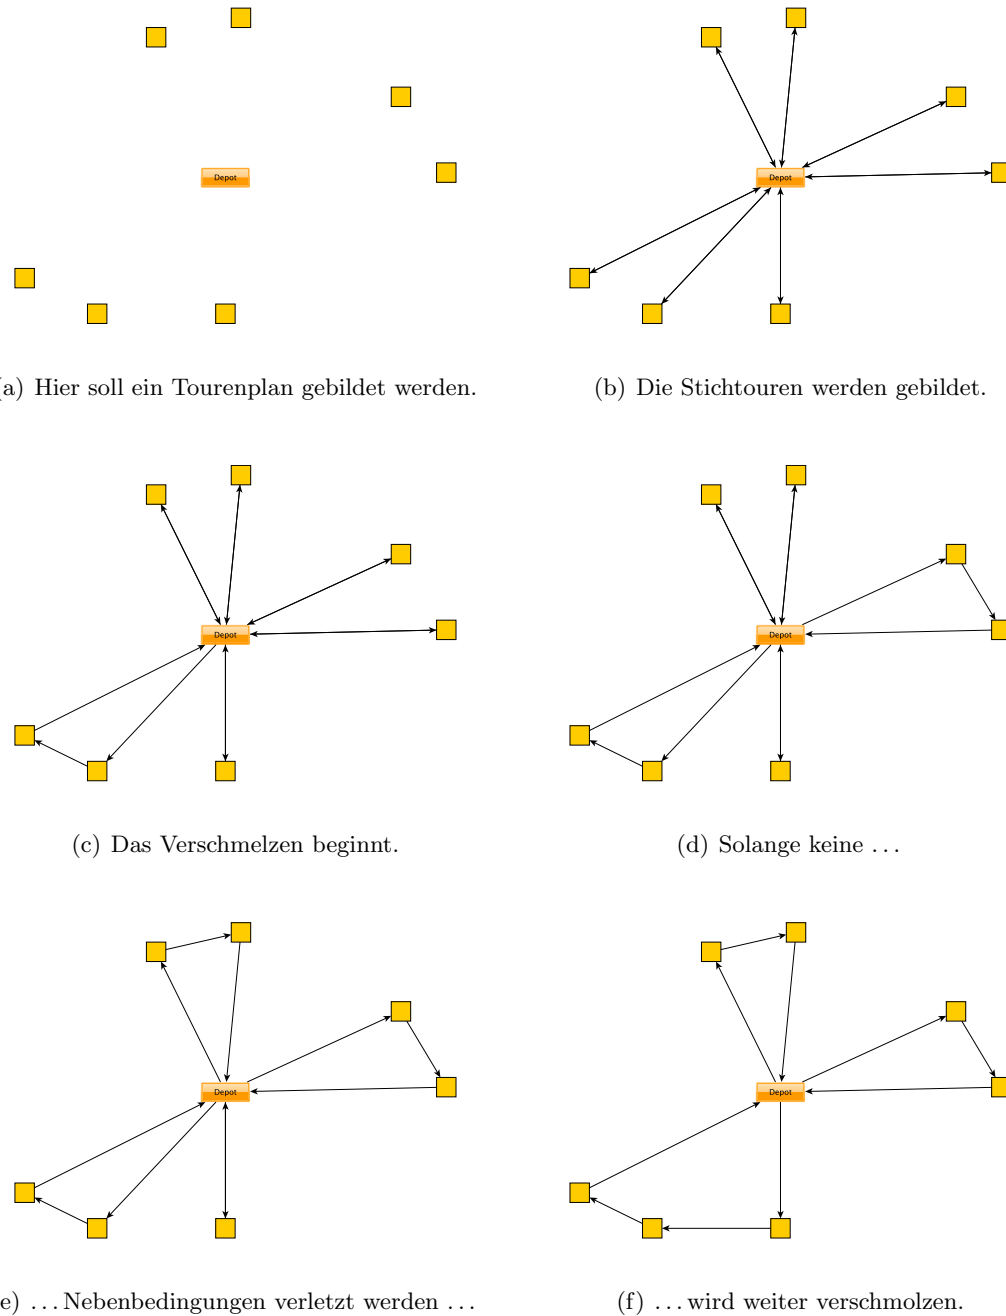 Depot
Depot
a) Hier soll ein Tourenplan gebildet werden.
(b) Die Stichtouren werden gebildet.
Depot
Depot
(c) Das Verschmelzen beginnt.
(d) Solange keine ...
Depot
Depot
e) ...Nebenbedingungen verletzt werden ...
(f) ...wird weiter verschmolzen.